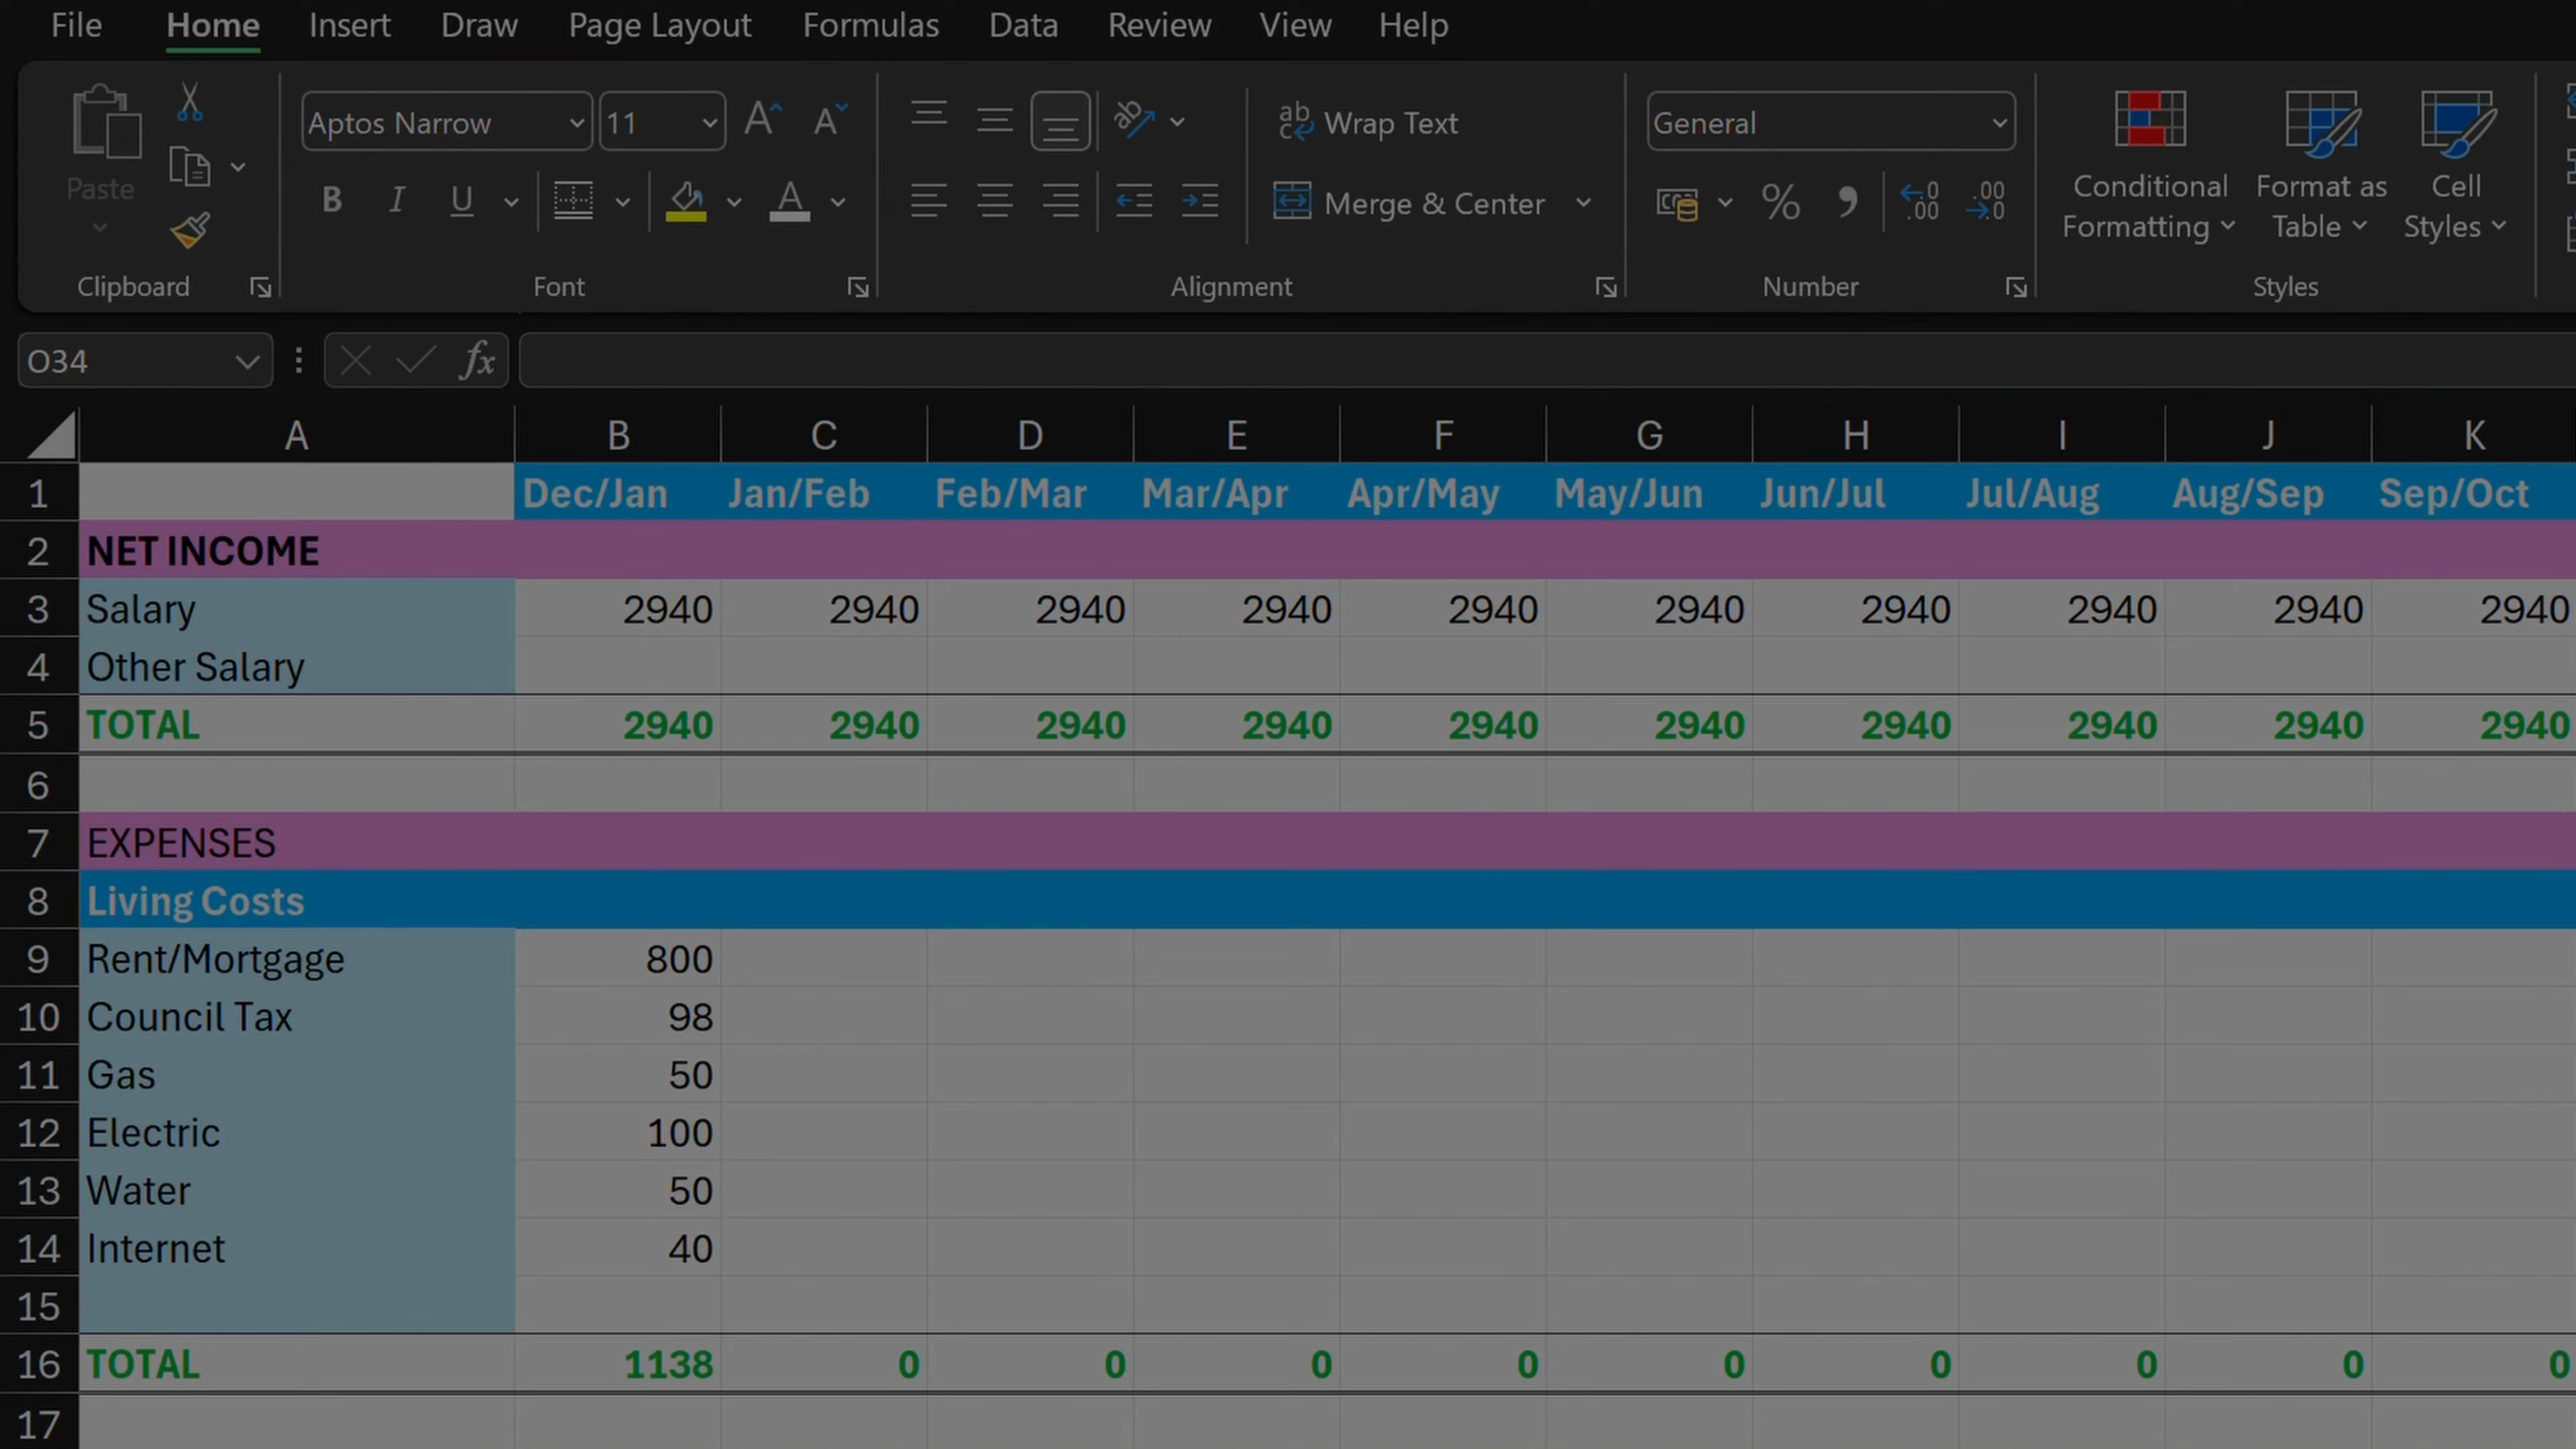 File Home Insert Draw Page Layout Formulas Data Review View Help
Paste
Aptos Narrow 11
B I U
Wrap Text
Merge & Center
General
Conditional Formatting
Format as Table
Cell Styles
Clipboard Font Alignment Number Styles
O34 fx
A B C D E F G H I J K
1 Dec/Jan Jan/Feb Feb/Mar Mar/Apr Apr/May May/Jun Jun/Jul Jul/Aug Aug/Sep Sep/Oct
2 NET INCOME
3 Salary 2940 2940 2940 2940 2940 2940 2940 2940 2940 2940
4 Other Salary
5 TOTAL 2940 2940 2940 2940 2940 2940 2940 2940 2940 2940
6
7 EXPENSES
8 Living Costs
9 Rent/Mortgage 800
10 Council Tax 98
11 Gas 50
12 Electric 100
13 Water 50
14 Internet 40
15
16 TOTAL 1138 0 0 0 0 0 0 0 0 0
17